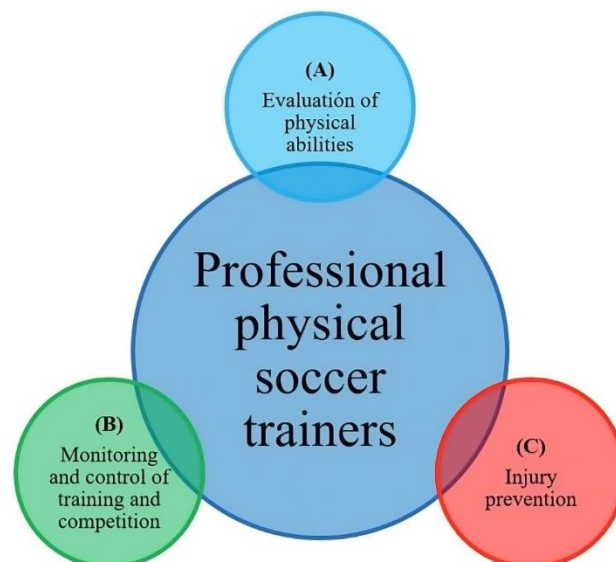 (A)
Evaluatión of
physical
abilities
Professional
physical
soccer
trainers
(B)
Monitoring
and control of
training and
competition
(C)
Injury
prevention